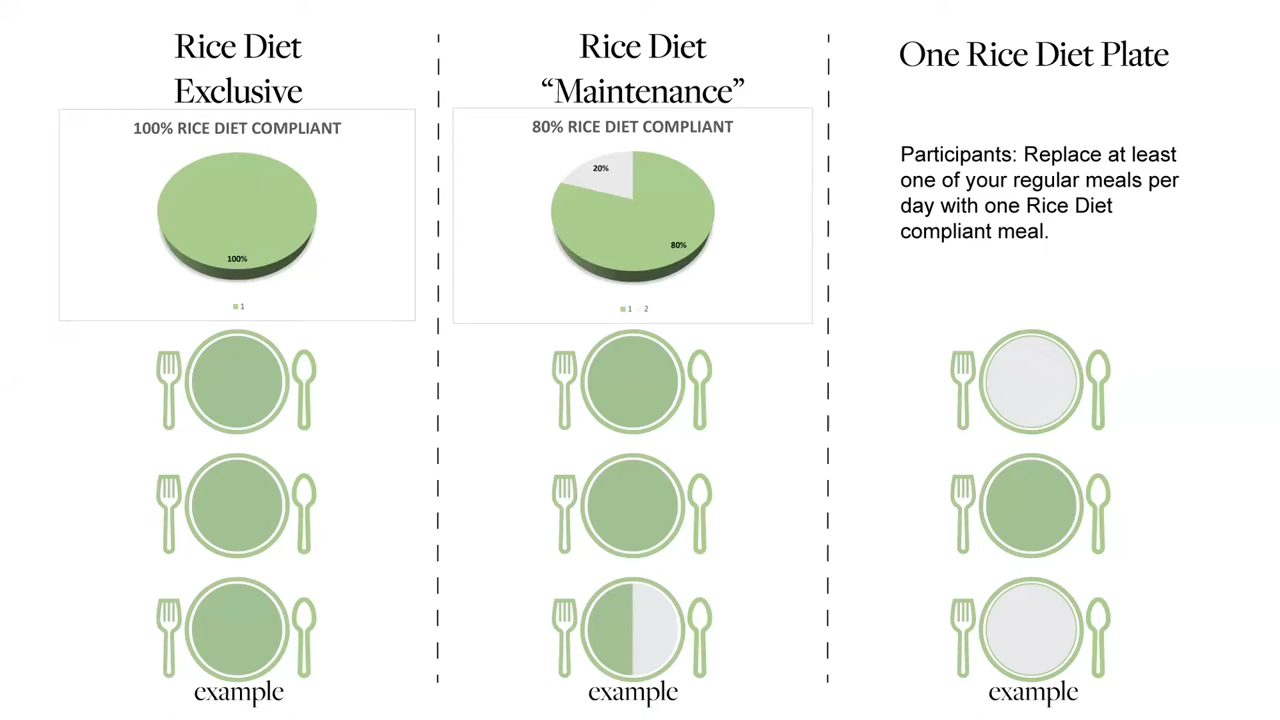 Rice Diet
Exclusive
100% RICE DIET COMPLIANT
100%
1
example
Rice Diet
“Maintenance”
80% RICE DIET COMPLIANT
20%
80%
1 2
example
One Rice Diet Plate
Participants: Replace at least
one of your regular meals per
day with one Rice Diet
compliant meal.
example